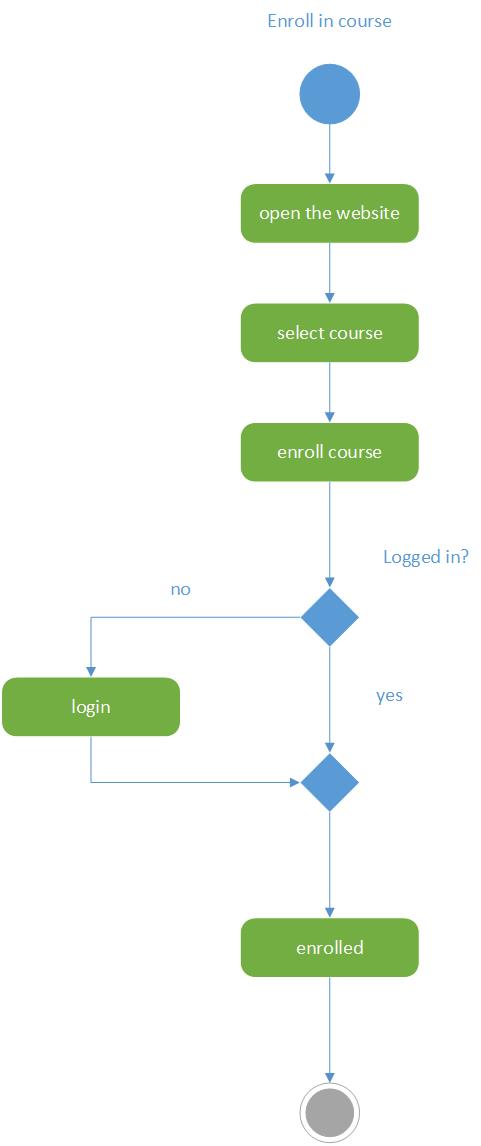 Enroll in course
open the website
select course
enroll course
Logged in?
no
yes
login
enrolled